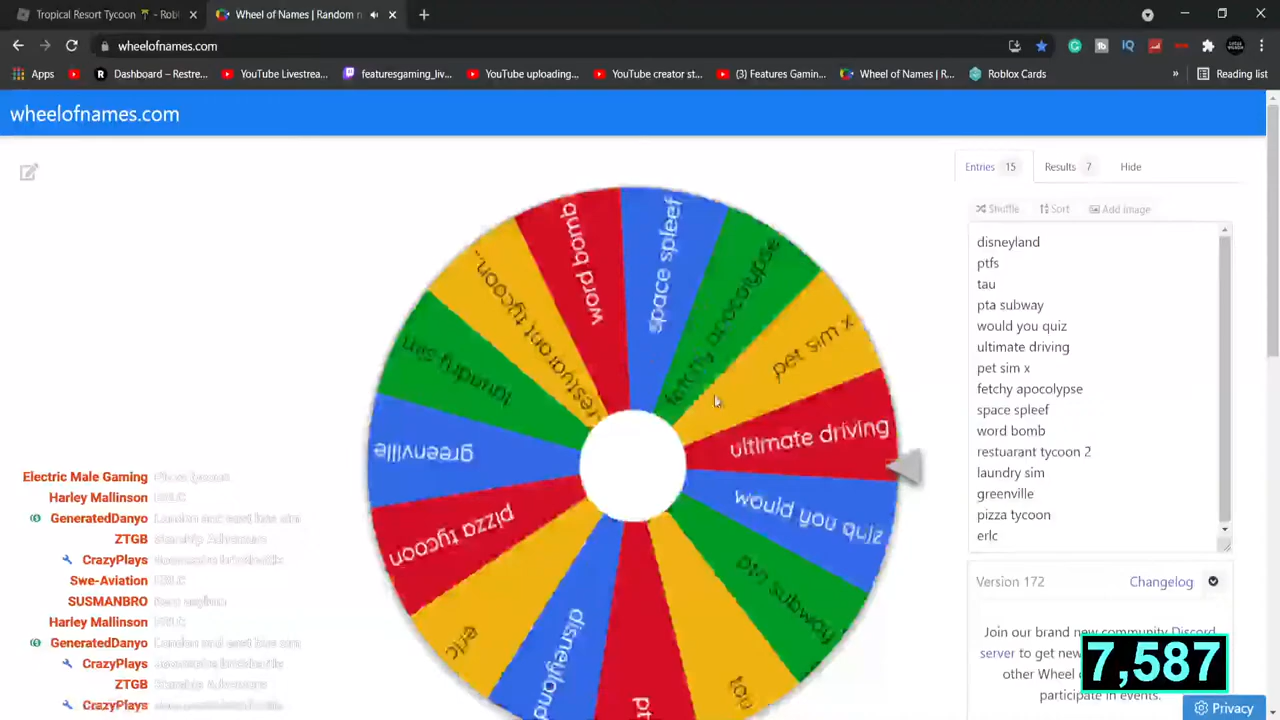 Tropical Resort Tycoon - Robl
Wheel of Names | Random n
wheelofnames.com
Apps
Dashboard – Restre...
YouTube Livestrea...
featuresgaming_liv...
YouTube uploading...
YouTube creator st...
(3) Features Gamin...
Wheel of Names | R...
Roblox Cards
»
Reading list
wheelofnames.com
Entries 15
Results 7
Hide
Shuffle
Sort
Add image
disneyland
ptfs
tau
pta subway
would you quiz
ultimate driving
pet sim x
fetchy apocolypse
space spleef
word bomb
restuarant tycoon 2
laundry sim
greenville
pizza tycoon
erlc
word bomb
space spleef
fetchy apocolypse
pet sim x
ultimate driving
would you quiz
pta subway
tau
erlc
pizza tycoon
greenville
laundry sim
restuarant tycoon...
Electric Male Gaming
Harley Mallinson
GeneratedDanyo
ZTGB
CrazyPlays
Swe-Aviation
SUSMANBRO
Harley Mallinson
GeneratedDanyo
CrazyPlays
ZTGB
CrazyPlays
Version 172
Changelog
Join our brand new community Discord
server to get new
other Wheel
participate in events.
7,587
Privacy